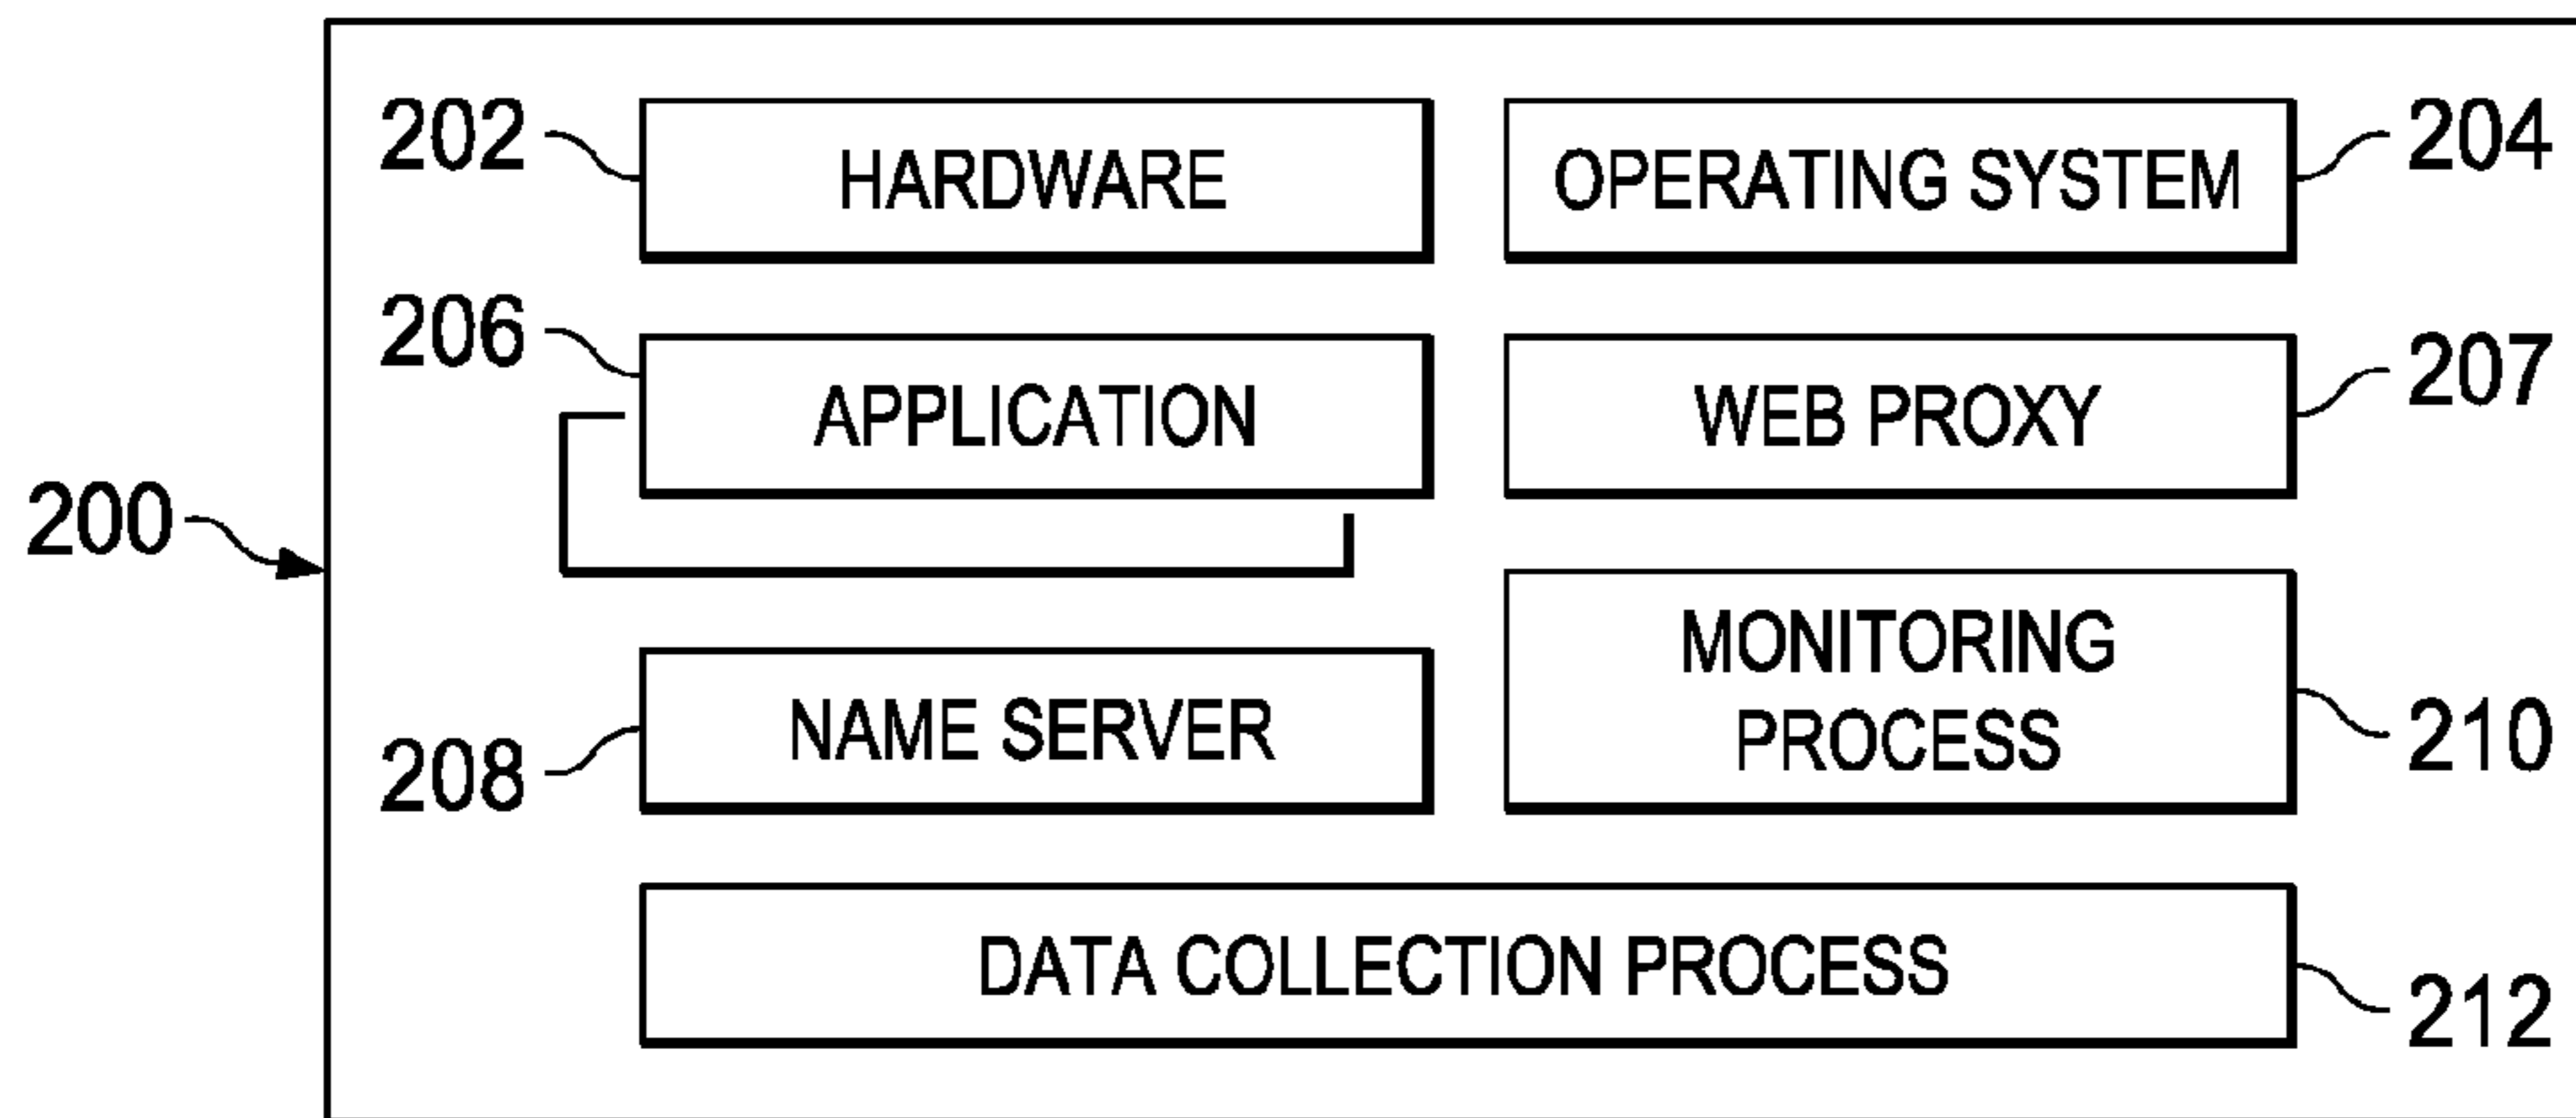 202 HARDWARE OPERATING SYSTEM 204
206 APPLICATION WEB PROXY 207
200
208 NAME SERVER MONITORING
PROCESS 210
DATA COLLECTION PROCESS 212